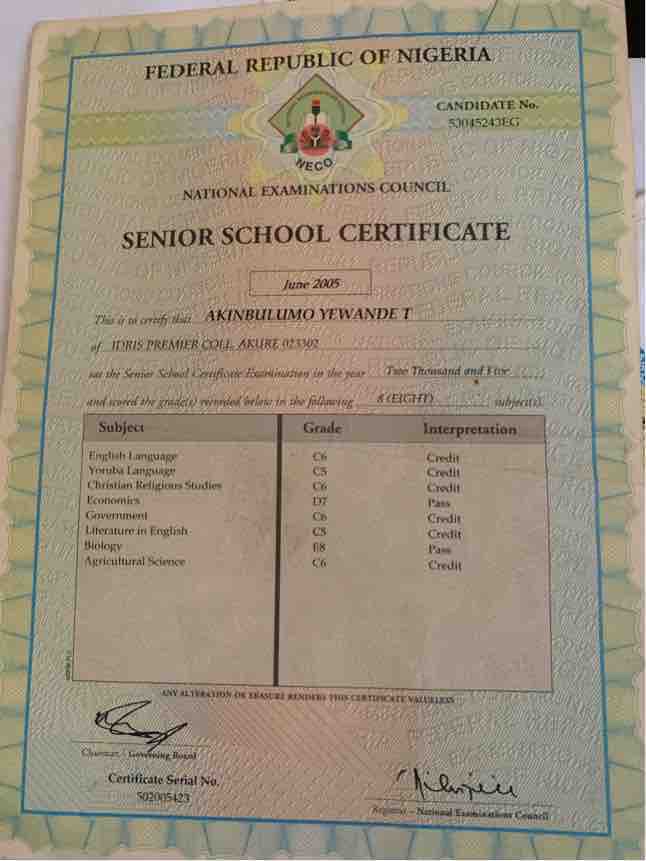 FEDERAL REPUBLIC OF NIGERIA
CANDIDATE No.
53045243EG
NECO
NATIONAL EXAMINATIONS COUNCIL
SENIOR SCHOOL CERTIFICATE
June 2005
This is to certify that AKINBULUMO YEWANDE T
of IDRIS PREMIER COLL. AKURE 023302
sat the Senior School Certificate Examination in the year Two Thousand and Five
and scored the grade(s) recorded below in the following 8 (EIGHT) subject(s).
Subject Grade Interpretation
English Language C6 Credit
Yoruba Language C5 Credit
Christian Religious Studies C6 Credit
Economics D7 Pass
Government C6 Credit
Literature in English C5 Credit
Biology E8 Pass
Agricultural Science C6 Credit
ANY ALTERATION OR ERASURE RENDERS THIS CERTIFICATE VALUELESS
Chairman - Governing Board
Certificate Serial No.
502005423
Registrar - National Examinations Council